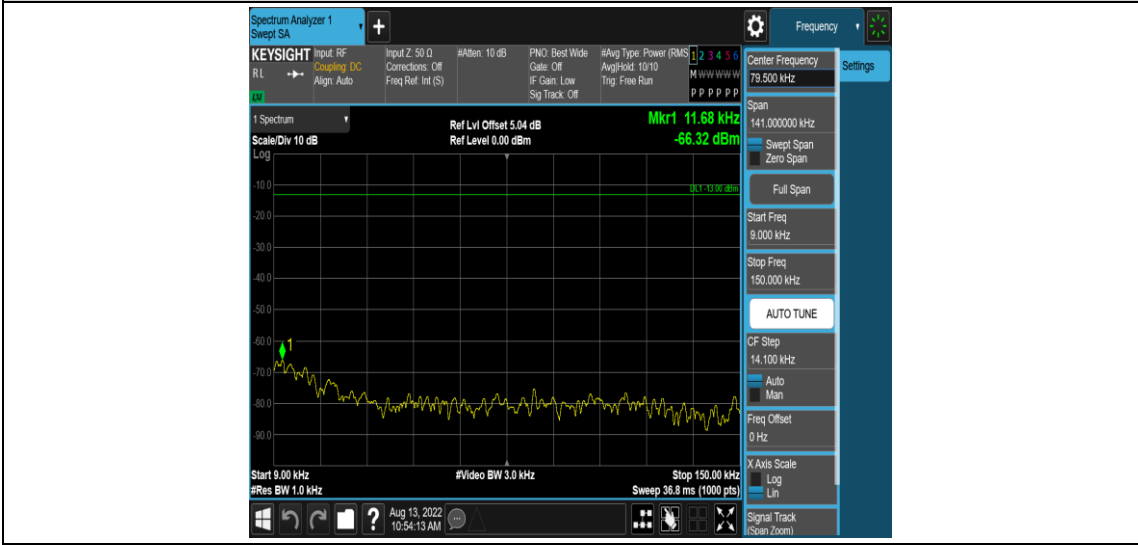 Spectrum Analyzer 1
Swept SA
+
Frequency
KEYSIGHT
RL
Input: RF
Coupling: DC
Align: Auto
Input Z: 50 Ω
Corrections: Off
Freq Ref: Int (S)
#Atten: 10 dB
PNO: Best Wide
Gate: Off
IF Gain: Low
Sig Track: Off
#Avg Type: Power (RMS
Avg|Hold: 10/10
Trig: Free Run
1 2 3 4 5 6
M W W W W W
P P P P P P
1 Spectrum
Scale/Div 10 dB
Log
Ref Lvl Offset 5.04 dB
Ref Level 0.00 dBm
Mkr1 11.68 kHz
-66.32 dBm
DL1 -13.00 dBm
-10.0
-20.0
-30.0
-40.0
-50.0
-60.0
-70.0
-80.0
-90.0
1
Start 9.00 kHz
#Res BW 1.0 kHz
#Video BW 3.0 kHz
Stop 150.00 kHz
Sweep 36.8 ms (1000 pts)
Center Frequency
79.500 kHz
Settings
Span
141.000000 kHz
Swept Span
Zero Span
Full Span
Start Freq
9.000 kHz
Stop Freq
150.000 kHz
AUTO TUNE
CF Step
14.100 kHz
Auto
Man
Freq Offset
0 Hz
X Axis Scale
Log
Lin
Signal Track
(Span Zoom)
?
Aug 13, 2022
10:54:13 AM